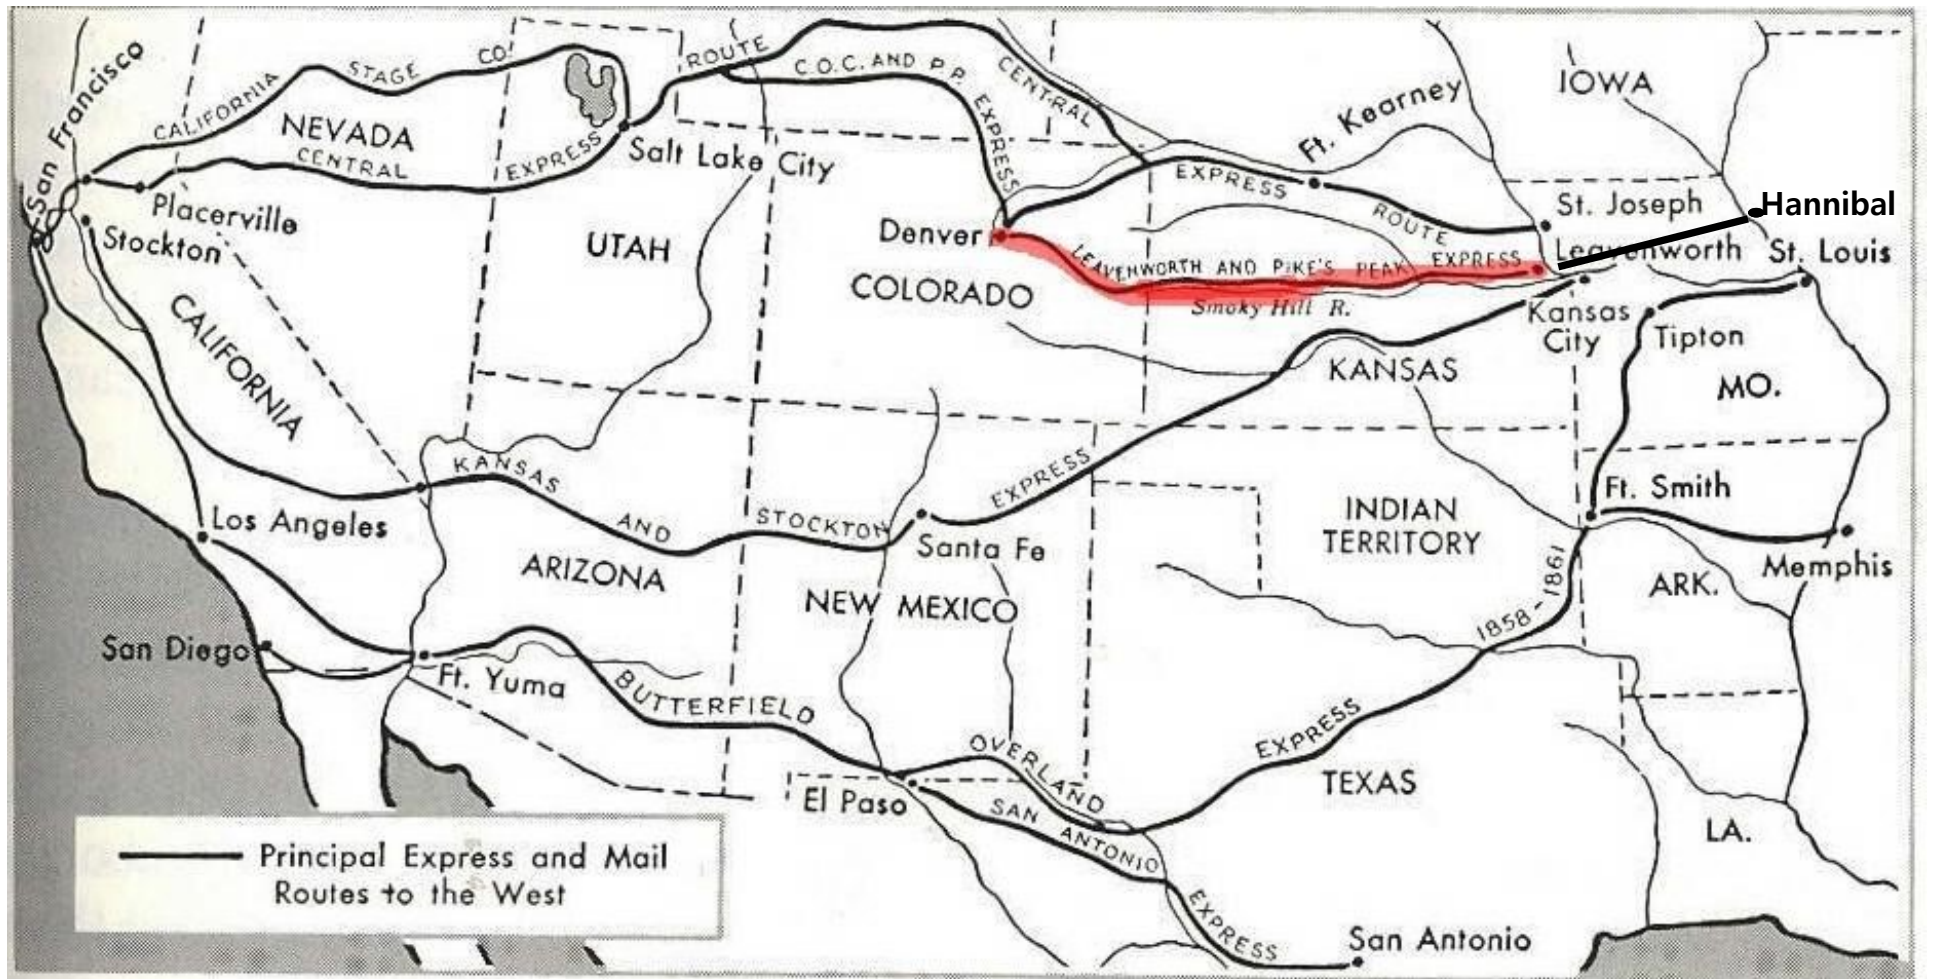 San Francisco
CALIFORNIA STAGE CO.
NEVADA
CENTRAL EXPRESS
Placerville
Stockton
Salt Lake City
UTAH
ROUTE
C.O.C. AND P.P. EXPRESS
CENTRAL
EXPRESS
ROUTE
Ft. Kearney
IOWA
St. Joseph
Hannibal
Denver
LEAVENWORTH AND PIKE'S PEAK EXPRESS
Leavenworth
St. Louis
COLORADO
Smoky Hill R.
Kansas
City
Tipton
KANSAS
MO.
CALIFORNIA
KANSAS AND STOCKTON EXPRESS
Los Angeles
Santa Fe
ARIZONA
NEW MEXICO
INDIAN
TERRITORY
Ft. Smith
Memphis
ARK.
1858-1861
San Diego
Ft. Yuma
BUTTERFIELD
OVERLAND
EXPRESS
El Paso
SAN ANTONIO
EXPRESS
TEXAS
LA.
San Antonio
Principal Express and Mail
Routes to the West